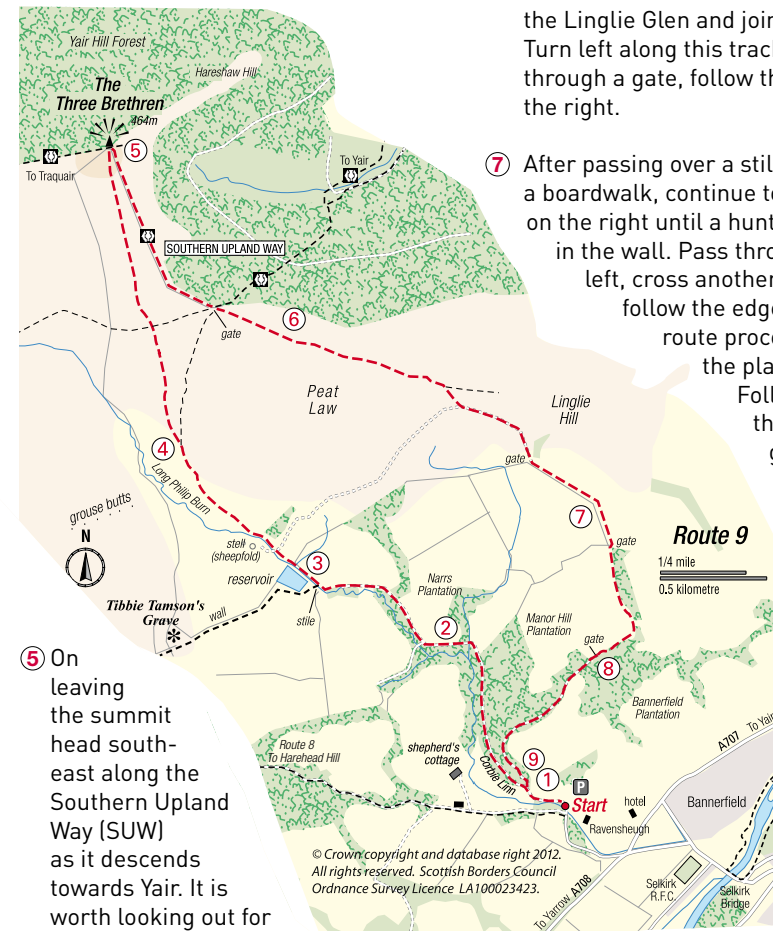 the Linglie Glen and join
Turn left along this track
through a gate, follow th
the right.
7 After passing over a stil
a boardwalk, continue to
on the right until a hunt
in the wall. Pass thro
left, cross another
follow the edge
route proce
the pla
Foll
th
g
Yair Hill Forest
Hareshaw Hill
The
Three Brethren
464m
5
To Traquair
To Yair
SOUTHERN UPLAND WAY
6
gate
Peat
Law
Linglie
Hill
4
Long Philip Burn
grouse butts
N
gate
7
gate
Route 9
1/4 mile
0.5 kilometre
stell
(sheepfold)
reservoir
3
Narrs
Plantation
Tibbie Tamson's
Grave
wall
stile
2
Manor Hill
Plantation
gate
8
Bannerfield
Plantation
5 On
leaving
the summit
head south-
east along the
Southern Upland
Way (SUW)
as it descends
towards Yair. It is
worth looking out for
Route 8
To Harehead Hill
shepherd's
cottage
Corbie Linn
9
1
P
Start
hotel
Ravensheugh
A707 To Yair
Bannerfield
To Yarrow A708
Selkirk
R.F.C.
Selkirk
Bridge
© Crown copyright and database right 2012.
All rights reserved. Scottish Borders Council
Ordnance Survey Licence LA100023423.